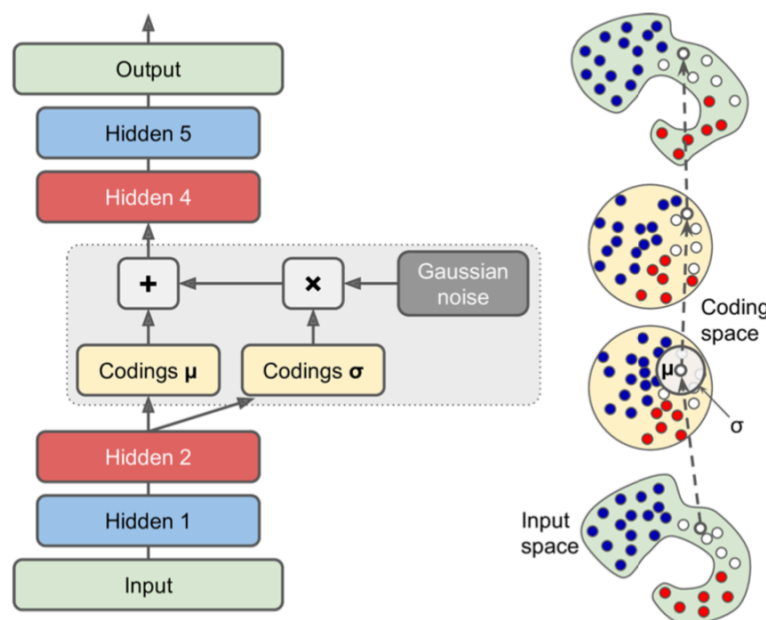 Output
Hidden 5
Hidden 4
+
×
Gaussian
noise
Codings μ
Codings σ
Hidden 2
Hidden 1
Input
Coding
space
μ
σ
Input
space